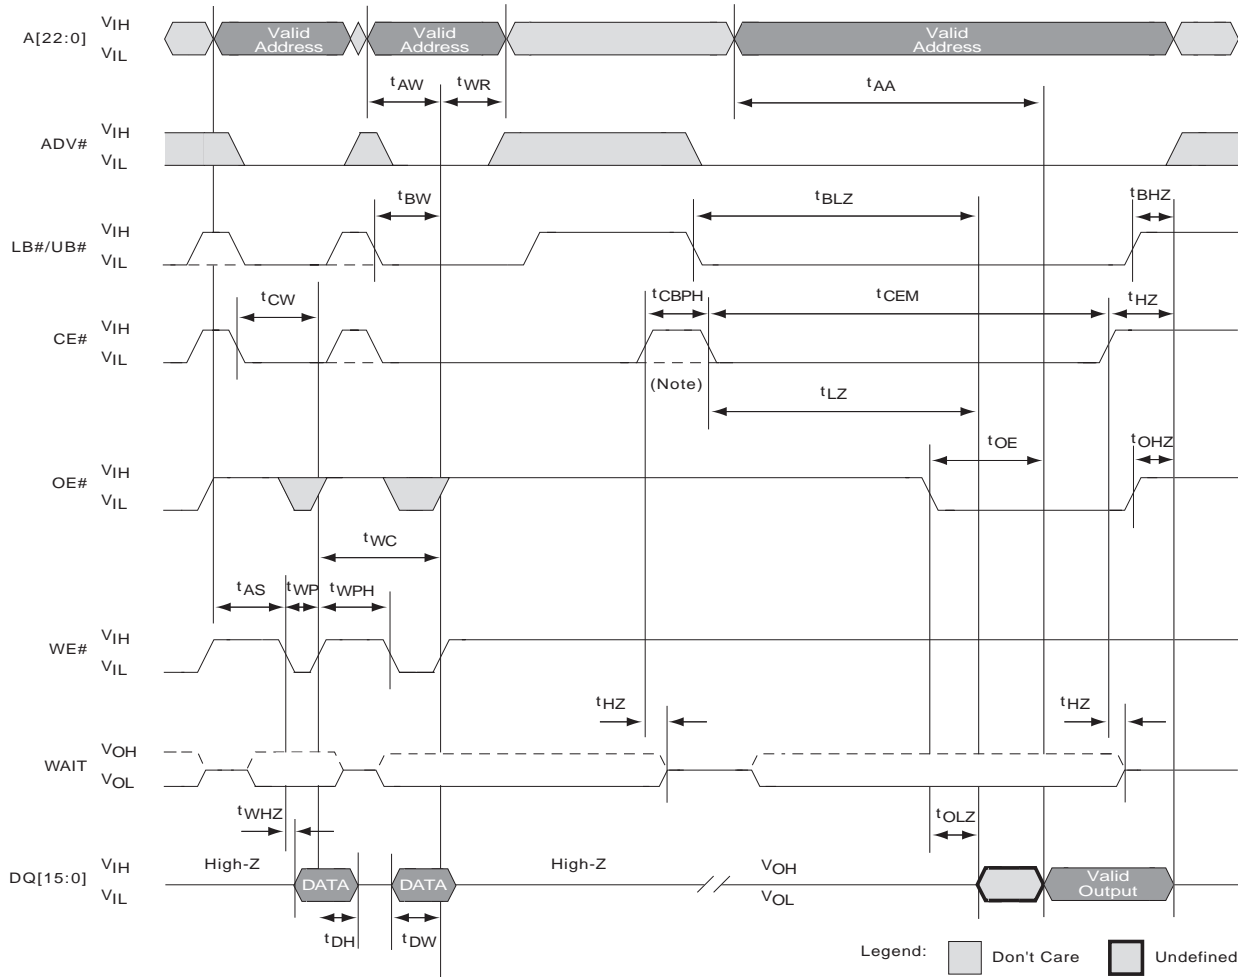 A[22:0]
VIH
VIL
Valid Address
Valid Address
Valid Address
tAW
tWR
tAA
ADV#
VIH
VIL
tBW
tBLZ
tBHZ
LB#/UB#
VIH
VIL
tCW
tCBPH
tCEM
tHZ
CE#
VIH
VIL
(Note)
tLZ
tOE
tOHZ
OE#
VIH
VIL
tWC
tAS
tWP
tWPH
WE#
VIH
VIL
tHZ
tHZ
WAIT
VOH
VOL
tWHZ
tOLZ
DQ[15:0]
VIH
VIL
High-Z
DATA
DATA
High-Z
VOH
VOL
Valid Output
tDH
tDW
Legend:
Don't Care
Undefined